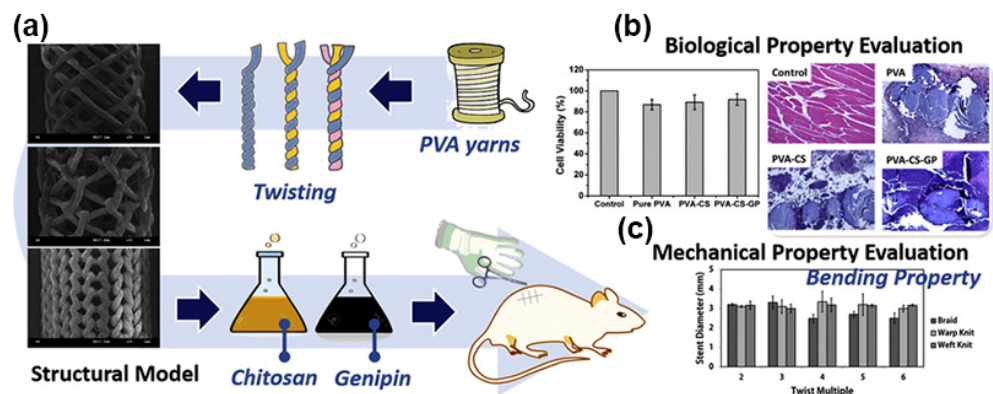 (a)
PVA yarns
Twisting
Structural Model
Chitosan
Genipin
(b)
Biological Property Evaluation
Cell Viability (%)
120
100
80
60
40
20
0
Control
Pure PVA
PVA-CS
PVA-CS-GP
Control
PVA
PVA-CS
PVA-CS-GP
(c)
Mechanical Property Evaluation
Bending Property
Stent Diameter (mm)
5
4
3
2
1
0
Braid
Warp Knit
Weft Knit
2 3 4 5 6
Twist Multiple